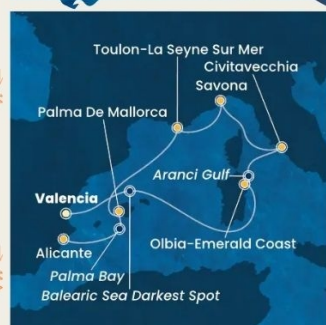 Toulon-La Seyne Sur Mer
Civitavecchia
Savona
Palma De Mallorca
Aranci Gulf
Valencia
Alicante
Olbia-Emerald Coast
Palma Bay
Balearic Sea Darkest Spot